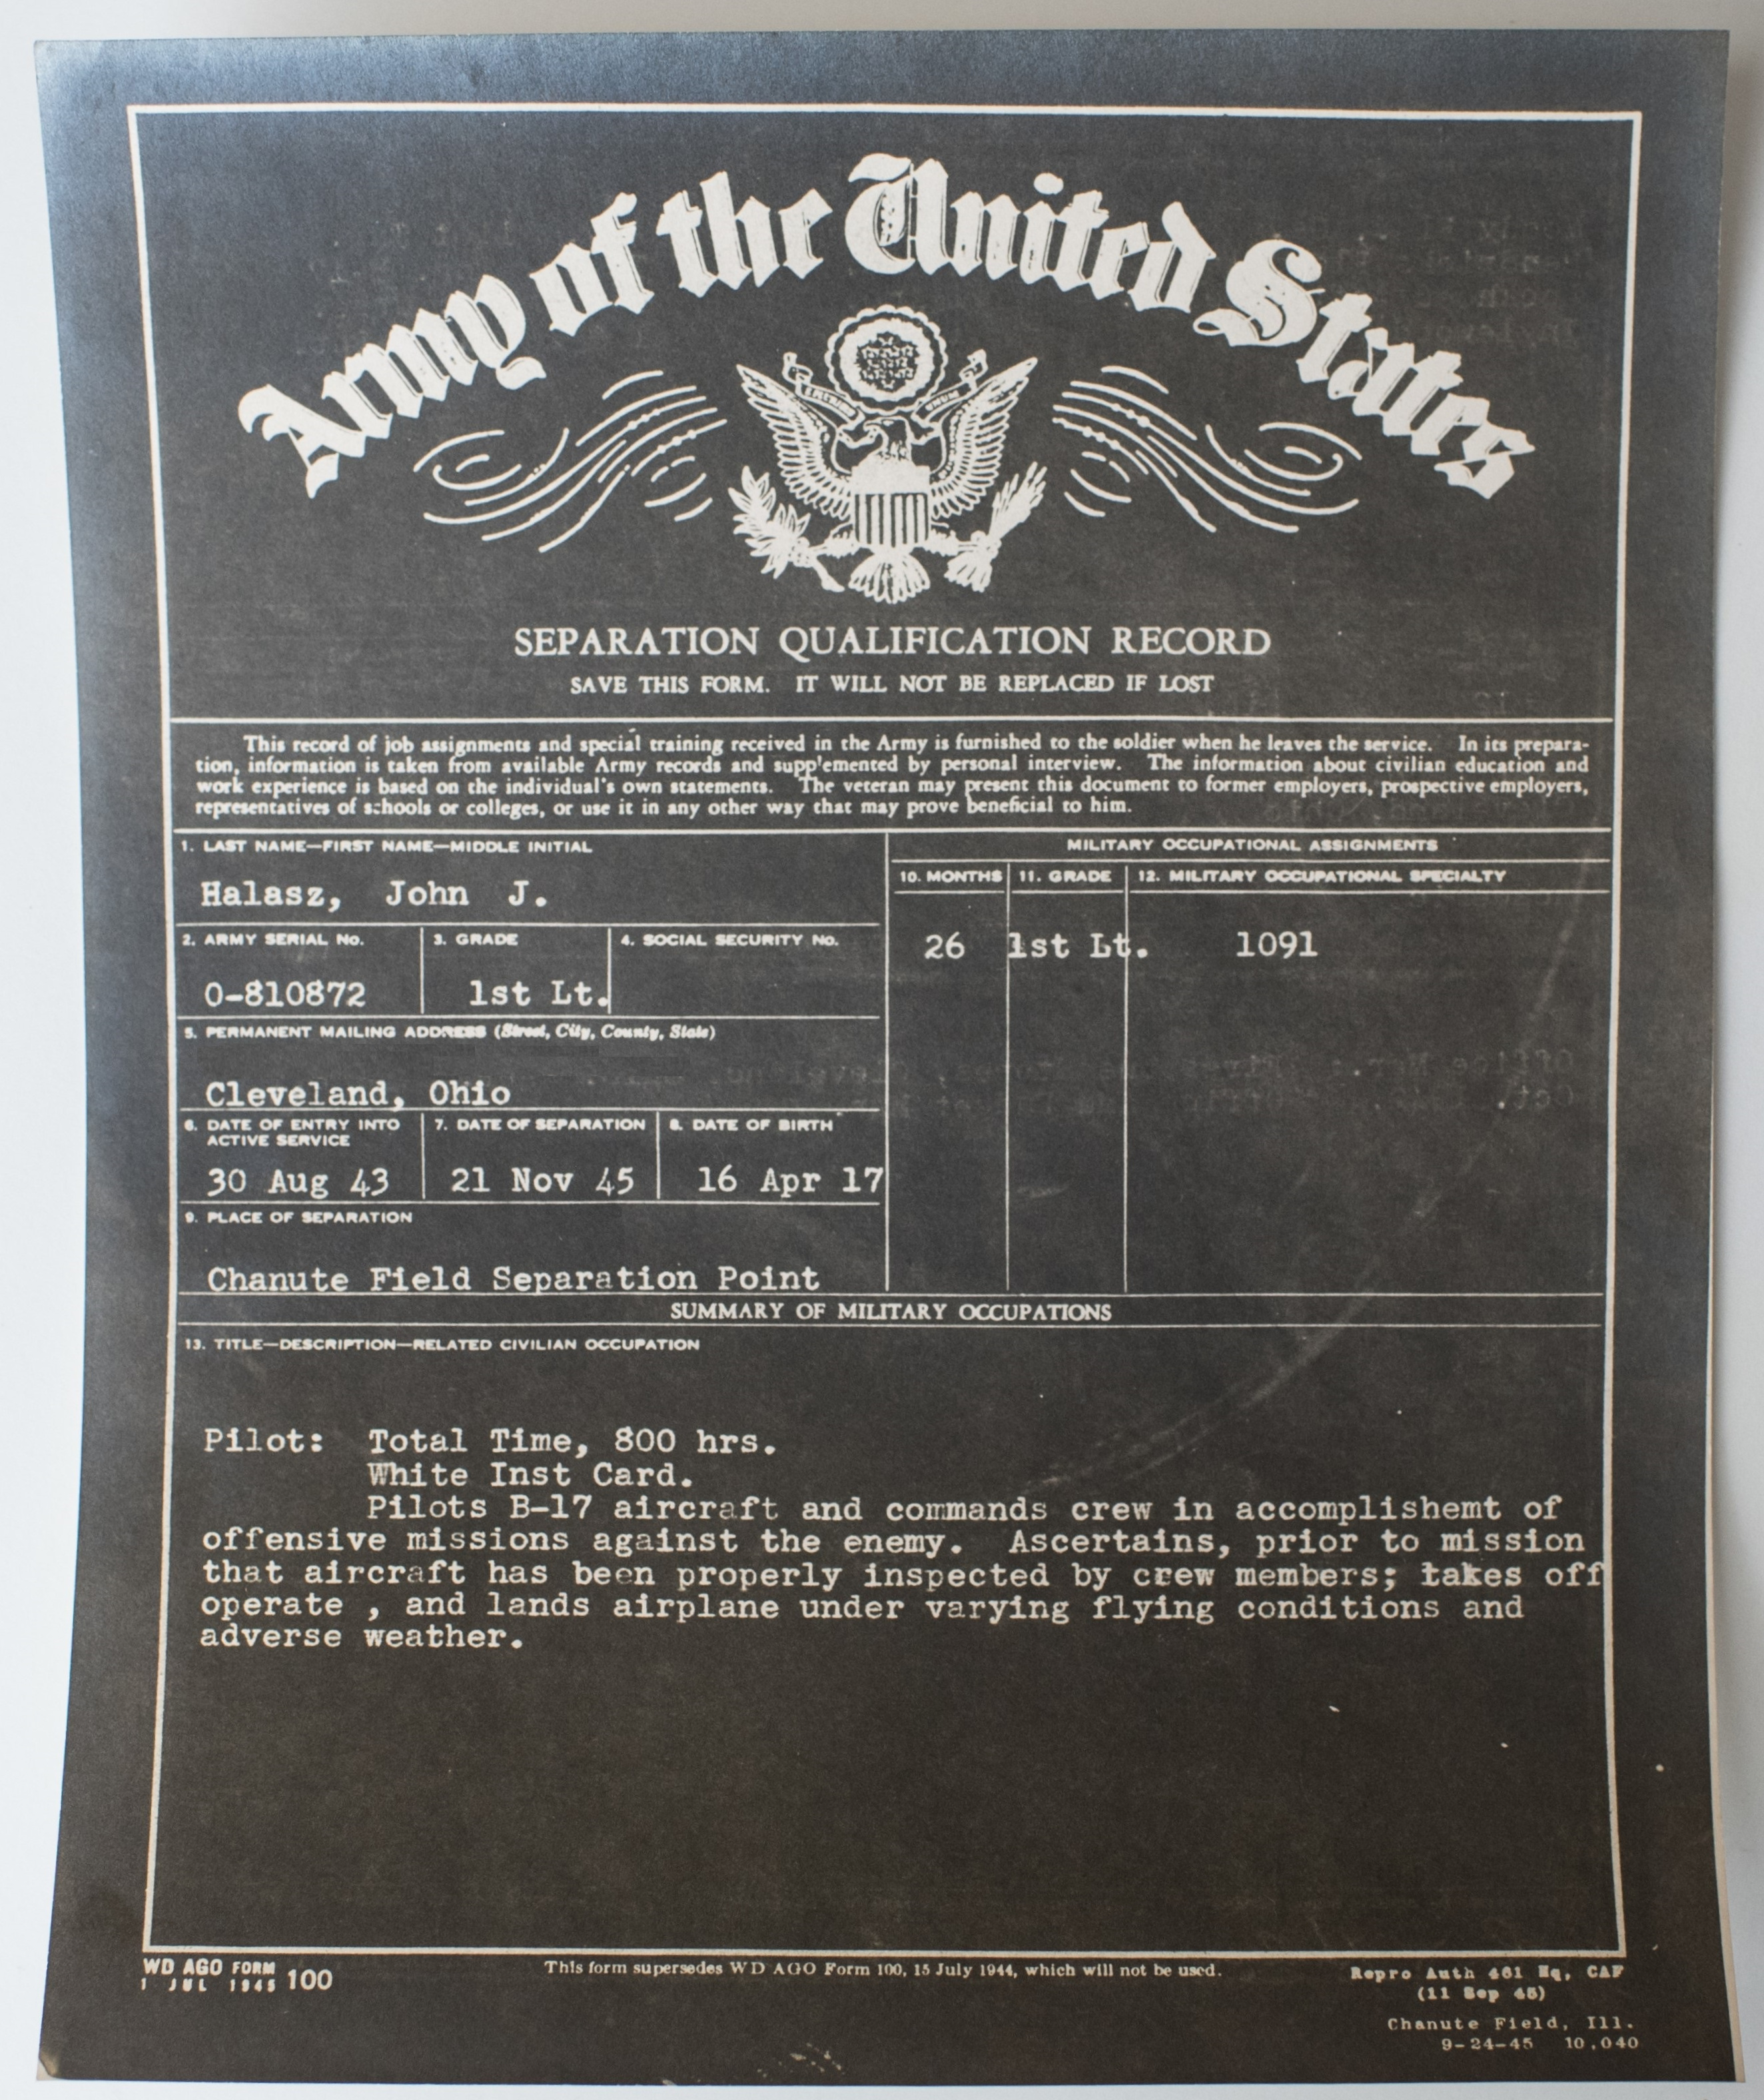 Army of the United States
E PLURIBUS UNUM
SEPARATION QUALIFICATION RECORD
SAVE THIS FORM. IT WILL NOT BE REPLACED IF LOST
This record of job assignments and special training received in the Army is furnished to the soldier when he leaves the service. In its prepara-
tion, information is taken from available Army records and supp'emented by personal interview. The information about civilian education and
work experience is based on the individual's own statements. The veteran may present this document to former employers, prospective employers,
representatives of schools or colleges, or use it in any other way that may prove beneficial to him.
1. LAST NAME—FIRST NAME—MIDDLE INITIAL
Halasz, John J.
2. ARMY SERIAL No. 3. GRADE 4. SOCIAL SECURITY No.
0-810872 1st Lt.
5. PERMANENT MAILING ADDRESS (Street, City, County, State)
Cleveland, Ohio
6. DATE OF ENTRY INTO ACTIVE SERVICE 7. DATE OF SEPARATION 8. DATE OF BIRTH
30 Aug 43 21 Nov 45 16 Apr 17
9. PLACE OF SEPARATION
Chanute Field Separation Point
MILITARY OCCUPATIONAL ASSIGNMENTS
10. MONTHS 11. GRADE 12. MILITARY OCCUPATIONAL SPECIALTY
26 1st Lt. 1091
SUMMARY OF MILITARY OCCUPATIONS
13. TITLE—DESCRIPTION—RELATED CIVILIAN OCCUPATION
Pilot: Total Time, 800 hrs.
White Inst Card.
Pilots B-17 aircraft and commands crew in accomplishemt of
offensive missions against the enemy. Ascertains, prior to mission
that aircraft has been properly inspected by crew members; takes off
operate , and lands airplane under varying flying conditions and
adverse weather.
WD AGO FORM 100
1 JUL 1945
This form supersedes WD AGO Form 100, 15 July 1944, which will not be used.
Repro Auth 461 Hq, CAF
(11 Sep 45)
Chanute Field, Ill.
9-24-45 10,040